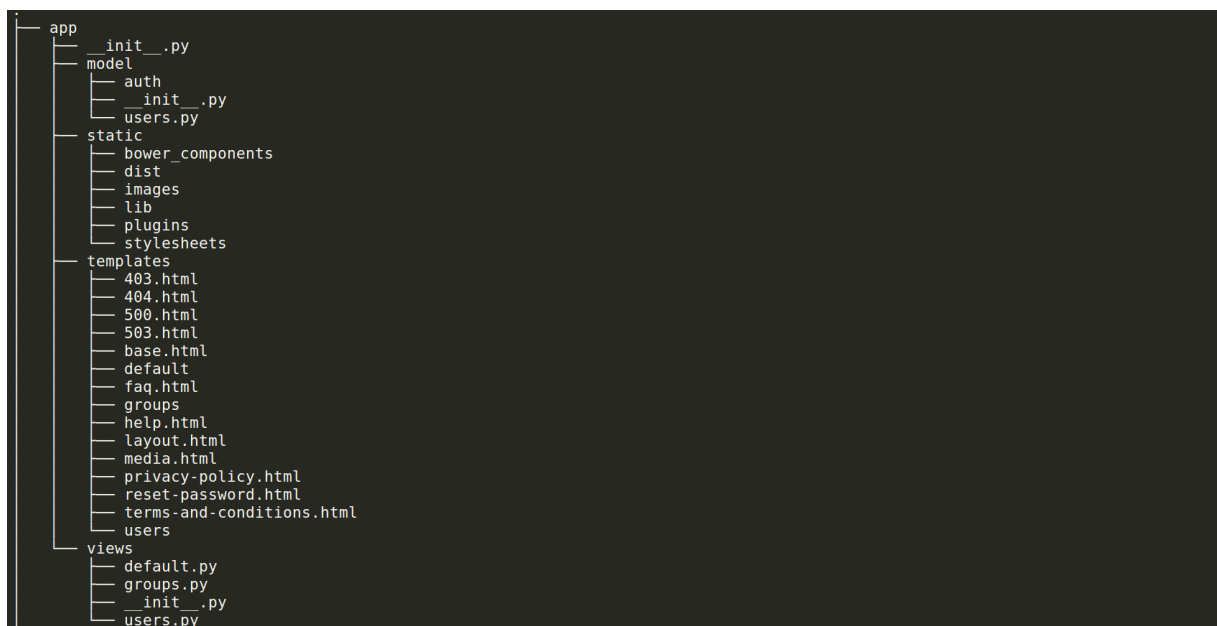 .
├── app
│   ├── __init__.py
│   ├── model
│   │   ├── auth
│   │   ├── __init__.py
│   │   └── users.py
│   ├── static
│   │   ├── bower_components
│   │   ├── dist
│   │   ├── images
│   │   ├── lib
│   │   ├── plugins
│   │   └── stylesheets
│   ├── templates
│   │   ├── 403.html
│   │   ├── 404.html
│   │   ├── 500.html
│   │   ├── 503.html
│   │   ├── base.html
│   │   ├── default
│   │   ├── faq.html
│   │   ├── groups
│   │   ├── help.html
│   │   ├── layout.html
│   │   ├── media.html
│   │   ├── privacy-policy.html
│   │   ├── reset-password.html
│   │   ├── terms-and-conditions.html
│   │   └── users
│   └── views
│       ├── default.py
│       ├── groups.py
│       ├── __init__.py
│       └── users.py